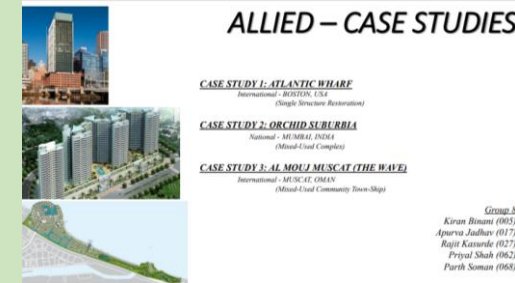 ALLIED – CASE STUDIES
CASE STUDY 1: ATLANTIC WHARF
International - BOSTON, USA
(Single Structure Restoration)
CASE STUDY 2: ORCHID SUBURBIA
National - MUMBAI, INDIA
(Mixed-Used Complex)
CASE STUDY 3: AL MOUJ MUSCAT (THE WAVE)
International - MUSCAT, OMAN
(Mixed-Used Community Town-Ship)
Group 8
Kiran Binani (005)
Apurva Jadhav (017)
Rajit Kasurde (027)
Priyal Shah (062)
Parth Soman (068)